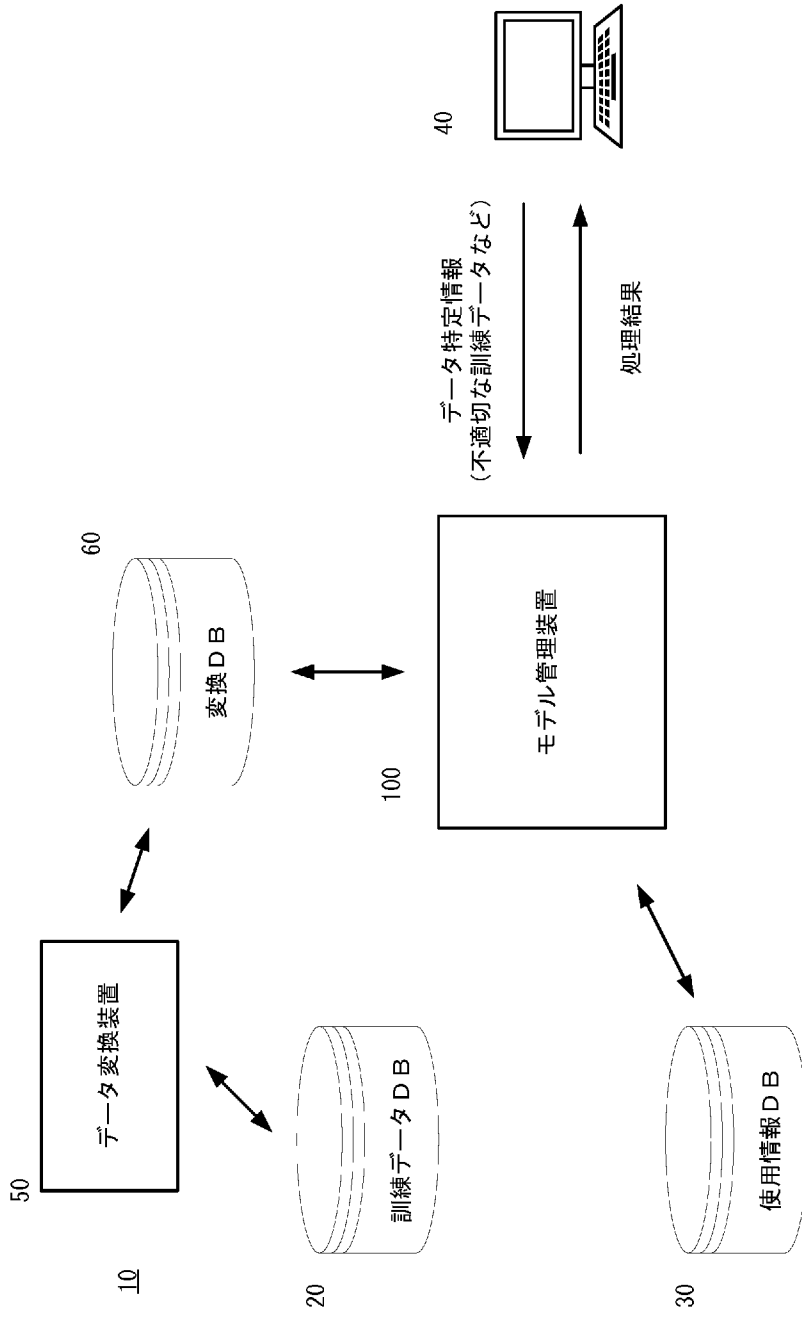 10
50
データ変換装置
60
変換DB
20
訓練データDB
100
モデル管理装置
30
使用情報DB
40
データ特定情報
(不適切な訓練データなど)
処理結果